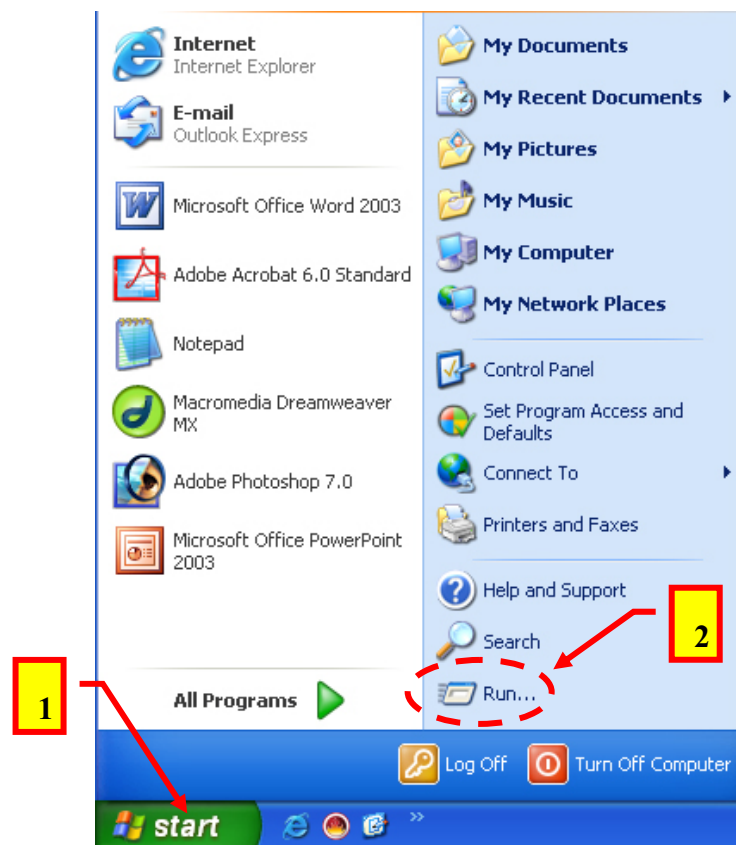 Internet
Internet Explorer
E-mail
Outlook Express
Microsoft Office Word 2003
Adobe Acrobat 6.0 Standard
Notepad
Macromedia Dreamweaver
MX
Adobe Photoshop 7.0
Microsoft Office PowerPoint
2003
All Programs
My Documents
My Recent Documents
My Pictures
My Music
My Computer
My Network Places
Control Panel
Set Program Access and
Defaults
Connect To
Printers and Faxes
Help and Support
Search
Run...
2
1
Log Off
Turn Off Computer
start